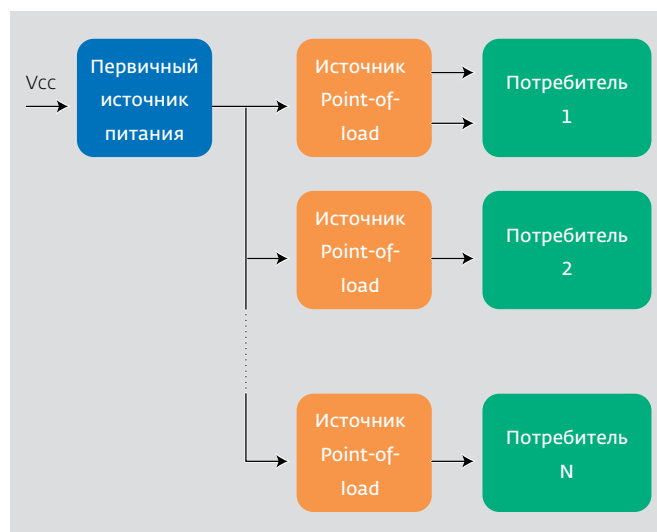 Vcc
Первичный
источник
питания
Источник
Point-of-
load
Потребитель
1
Источник
Point-of-
load
Потребитель
2
Источник
Point-of-
load
Потребитель
N